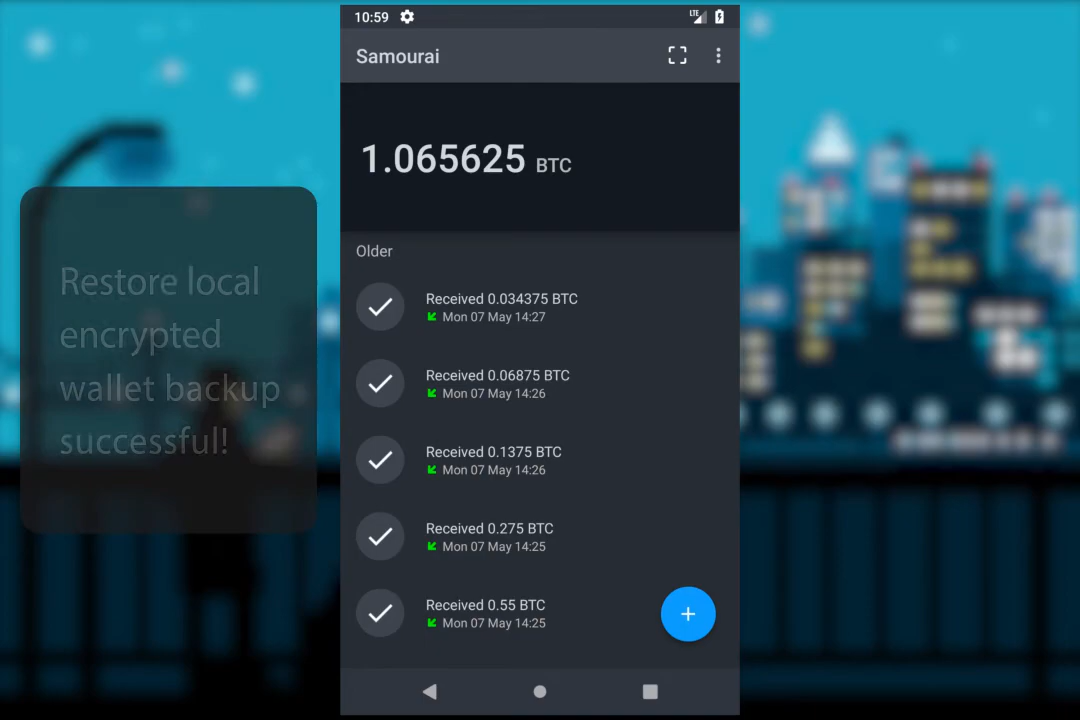 10:59
LTE
Samourai
1.065625 BTC
Older
Received 0.034375 BTC
Mon 07 May 14:27
Received 0.06875 BTC
Mon 07 May 14:26
Received 0.1375 BTC
Mon 07 May 14:26
Received 0.275 BTC
Mon 07 May 14:25
Received 0.55 BTC
Mon 07 May 14:25
Restore local
encrypted
wallet backup
successful!